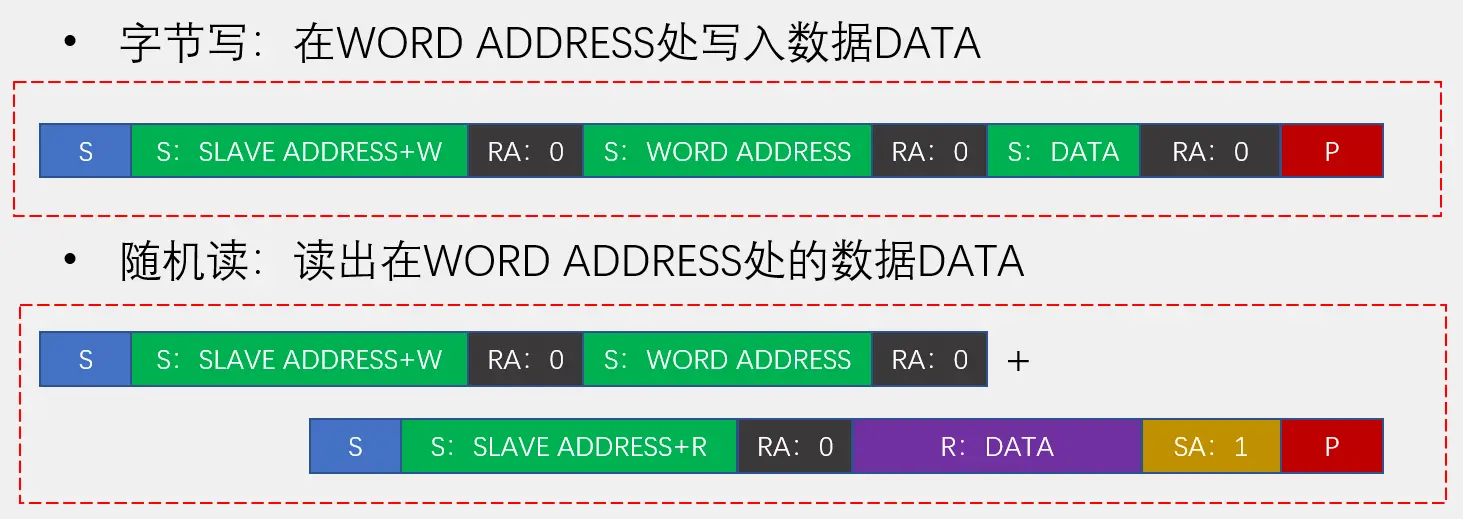 • 字节写：在WORD ADDRESS处写入数据DATA
S S：SLAVE ADDRESS+W RA：0 S：WORD ADDRESS RA：0 S：DATA RA：0 P
• 随机读：读出在WORD ADDRESS处的数据DATA
S S：SLAVE ADDRESS+W RA：0 S：WORD ADDRESS RA：0 +
S S：SLAVE ADDRESS+R RA：0 R：DATA SA：1 P